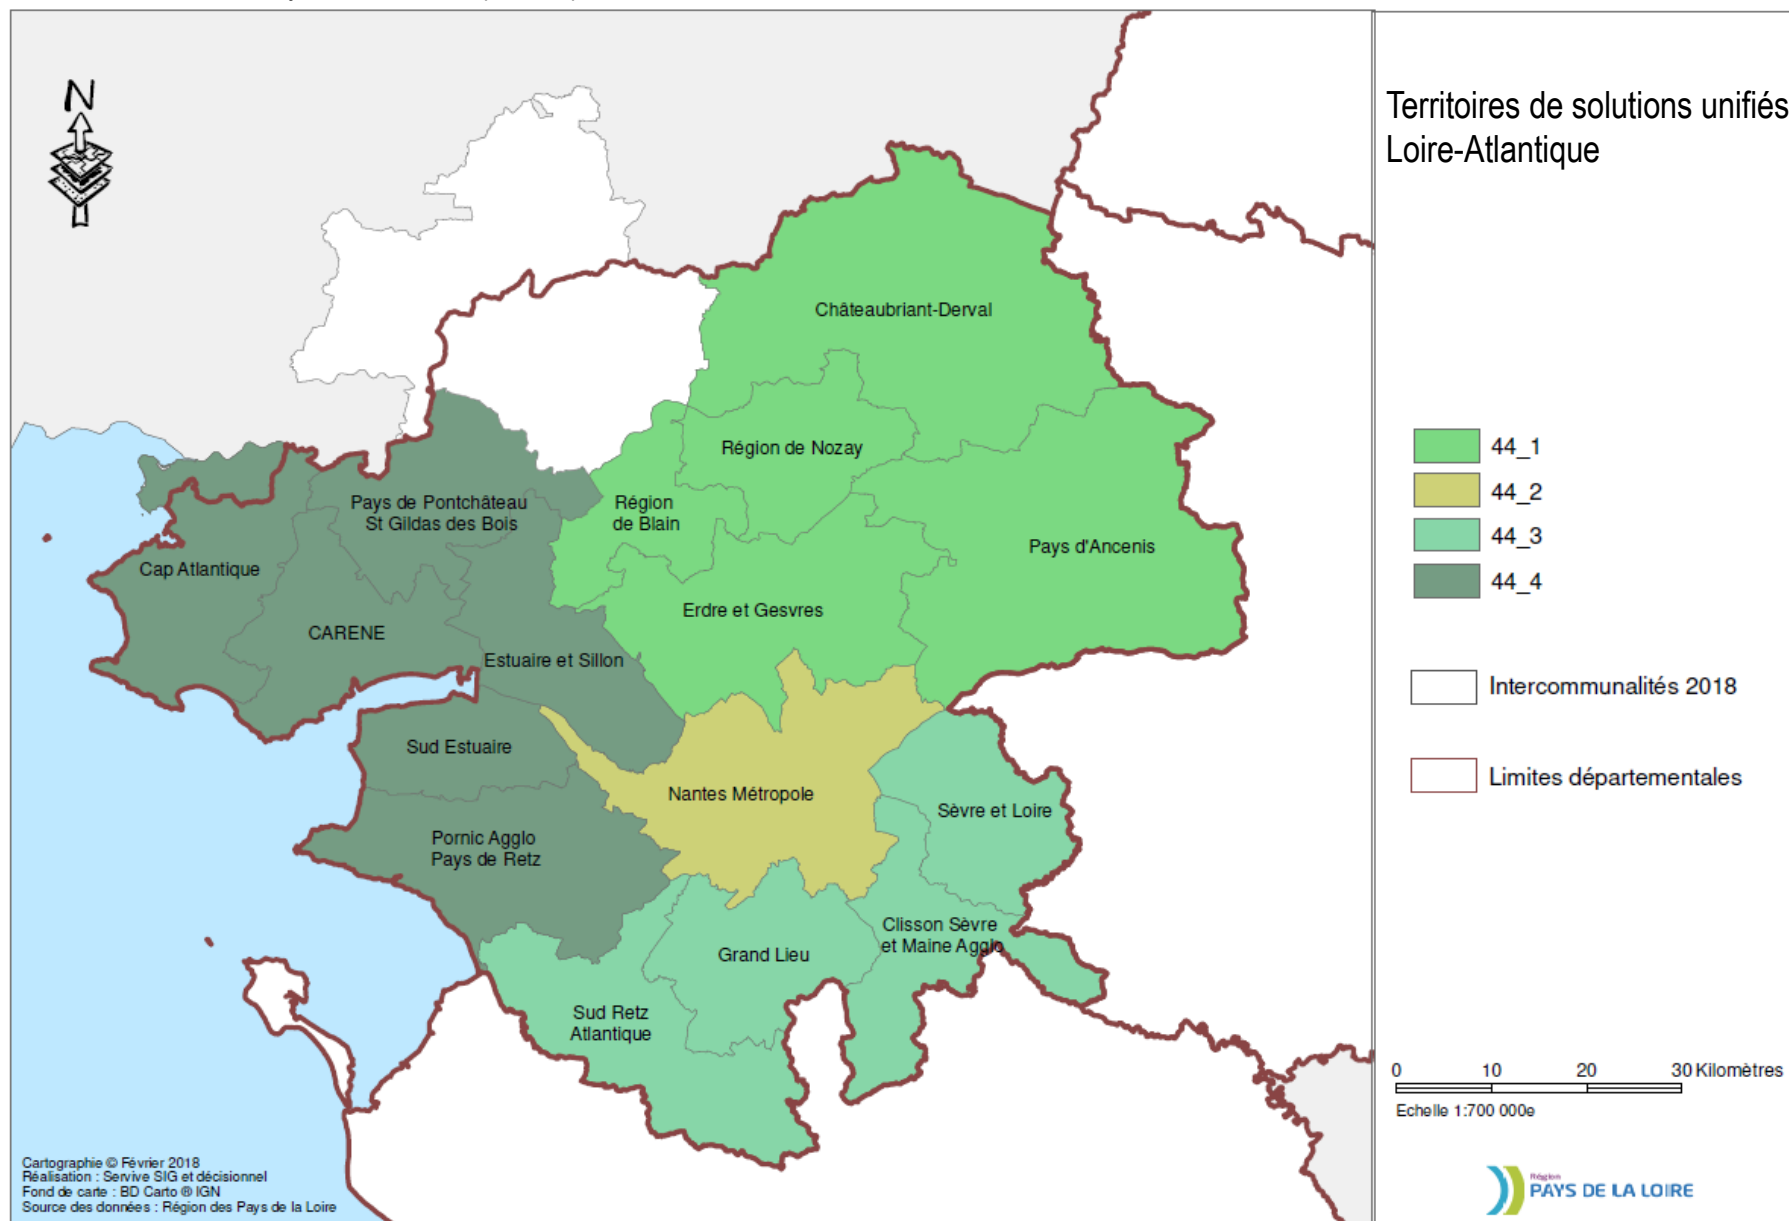 N
Territoires de solutions unifiés
Loire-Atlantique
Châteaubriant-Derval
Région de Nozay
Pays de Pontchâteau
St Gildas des Bois
Région
de Blain
Pays d'Ancenis
Cap Atlantique
Erdre et Gesvres
CARENE
Estuaire et Sillon
Sud Estuaire
Nantes Métropole
Sèvre et Loire
Pornic Agglo
Pays de Retz
Clisson Sèvre
et Maine Agglo
Grand Lieu
Sud Retz
Atlantique
44_1
44_2
44_3
44_4
Intercommunalités 2018
Limites départementales
0 10 20 30 Kilomètres
Echelle 1:700 000e
Cartographie © Février 2018
Réalisation : Servive SIG et décisionnel
Fond de carte : BD Carto ® IGN
Source des données : Région des Pays de la Loire
Région
PAYS DE LA LOIRE